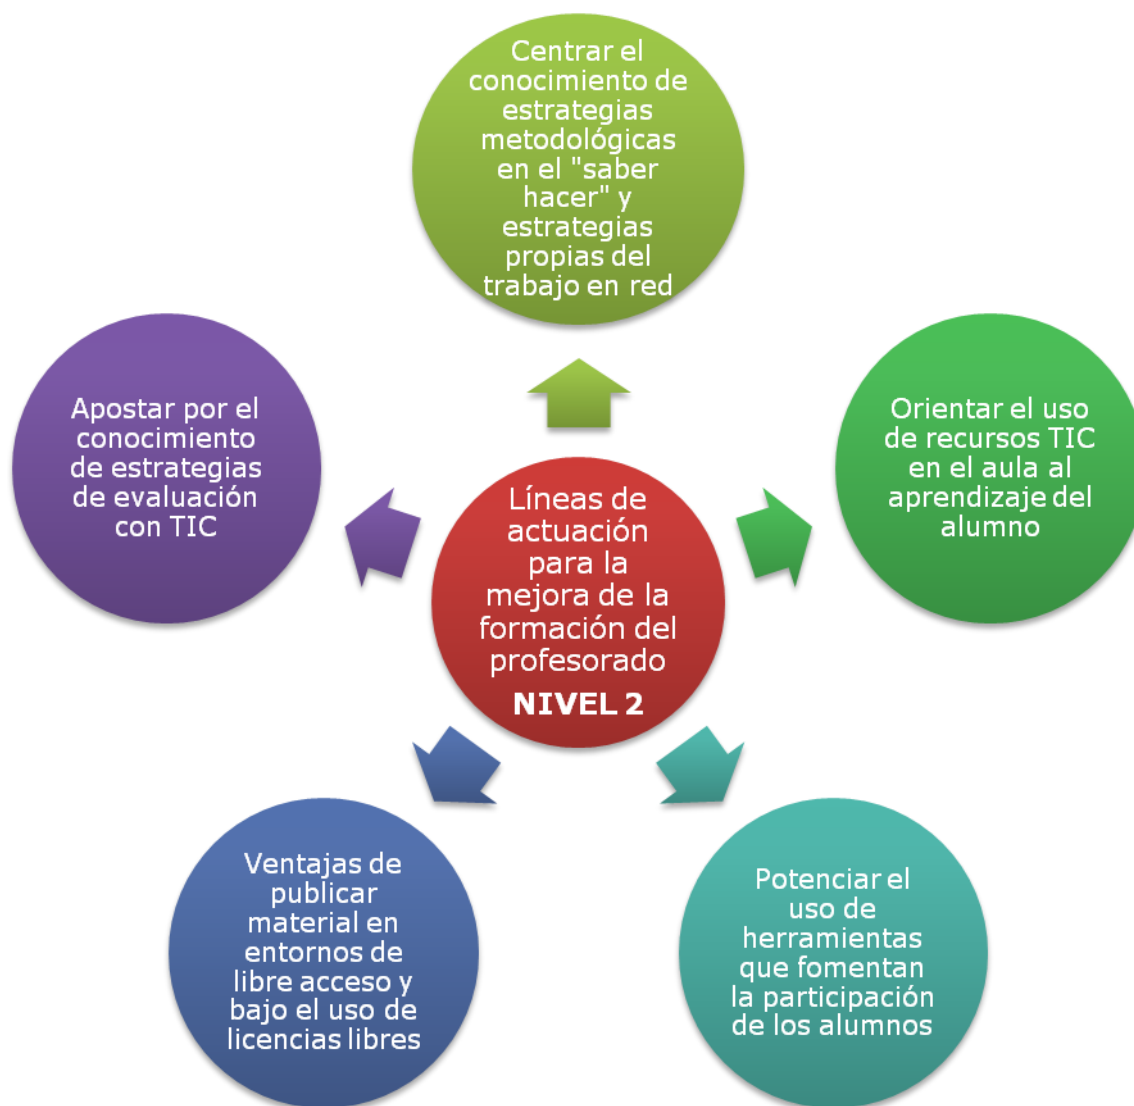 Centrar el
conocimiento de
estrategias
metodológicas
en el "saber
hacer" y
estrategias
propias del
trabajo en red
Orientar el uso
de recursos TIC
en el aula al
aprendizaje del
alumno
Potenciar el
uso de
herramientas
que fomentan
la participación
de los alumnos
Ventajas de
publicar
material en
entornos de
libre acceso y
bajo el uso de
licencias libres
Apostar por el
conocimiento
de estrategias
de evaluación
con TIC
Líneas de
actuación
para la
mejora de la
formación del
profesorado
NIVEL 2